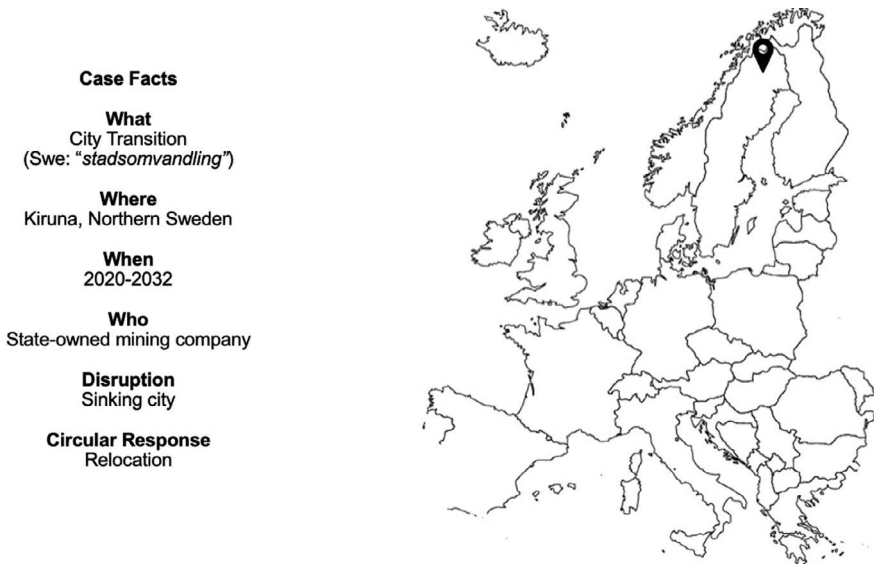 Case Facts
What
City Transition
(Swe: “stadsomvandling”)
Where
Kiruna, Northern Sweden
When
2020-2032
Who
State-owned mining company
Disruption
Sinking city
Circular Response
Relocation